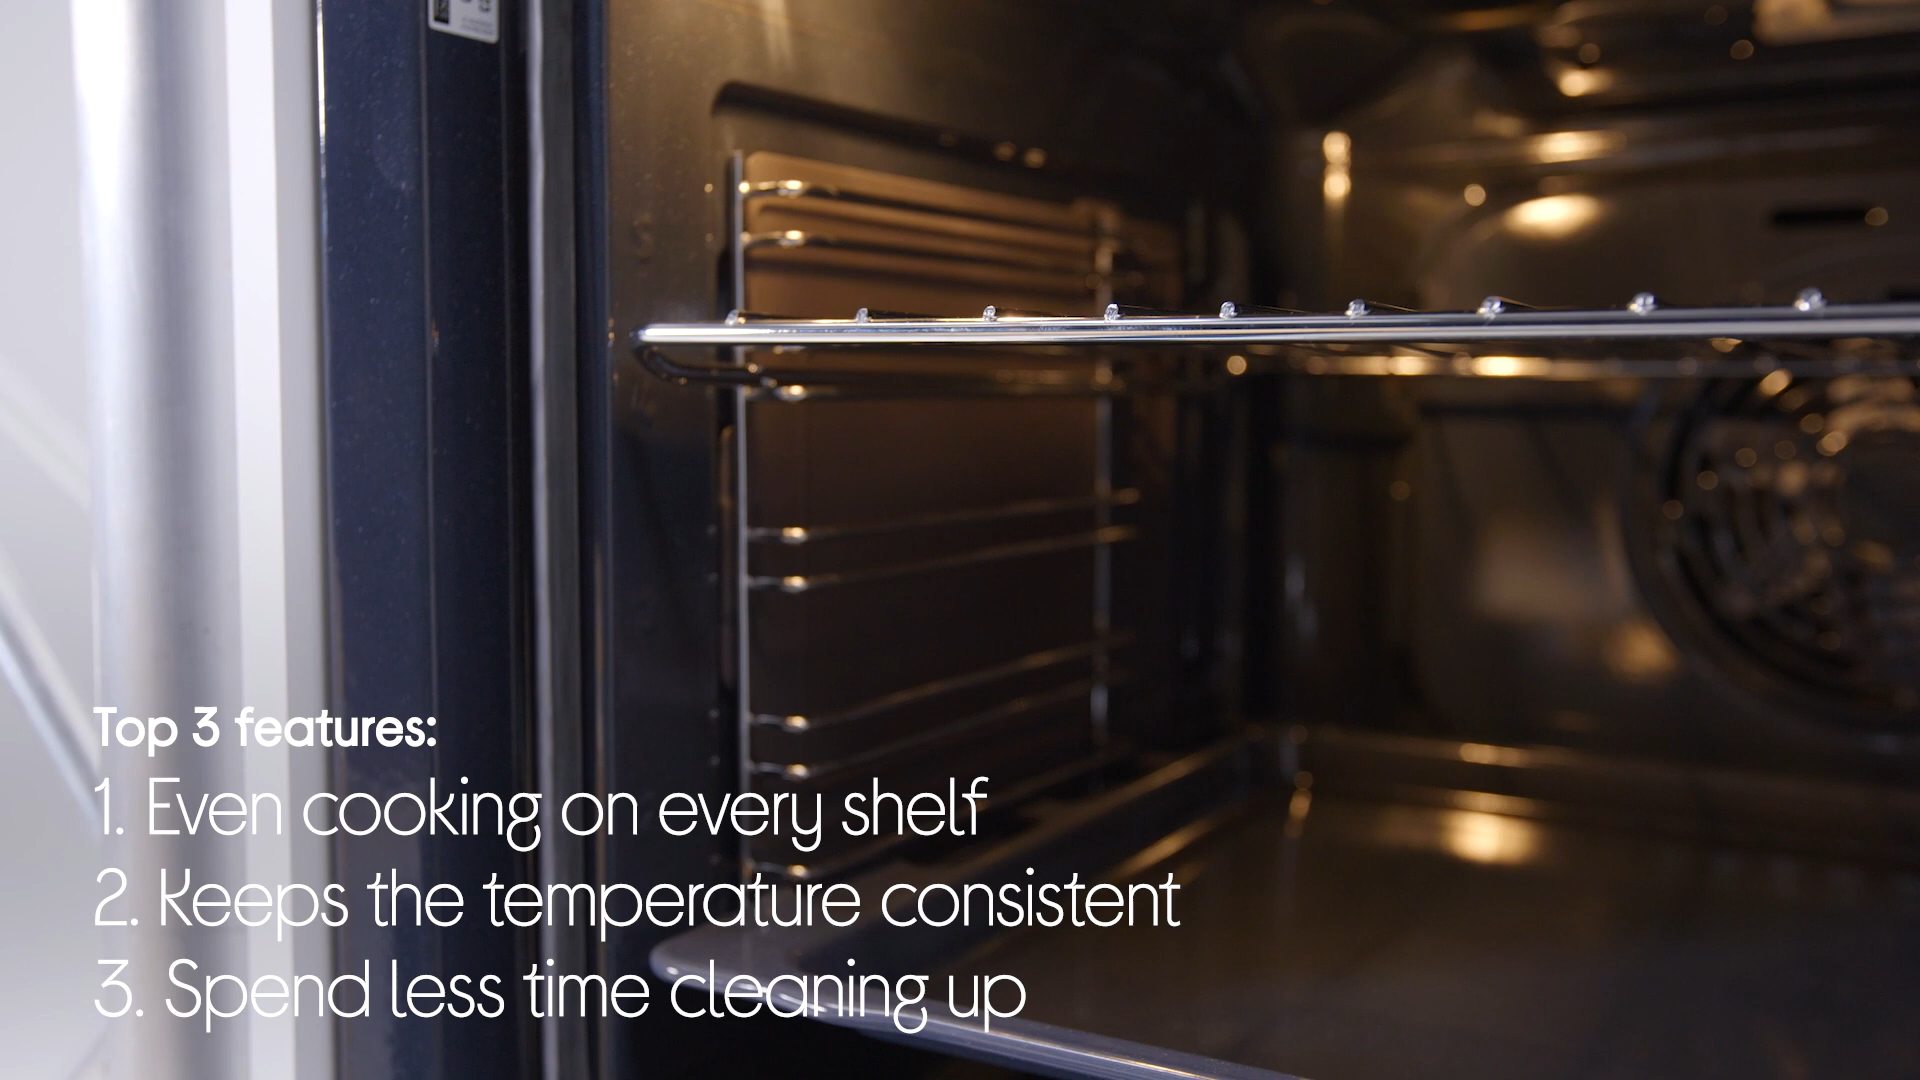 Top 3 features:
1. Even cooking on every shelf
2. Keeps the temperature consistent
3. Spend less time cleaning up